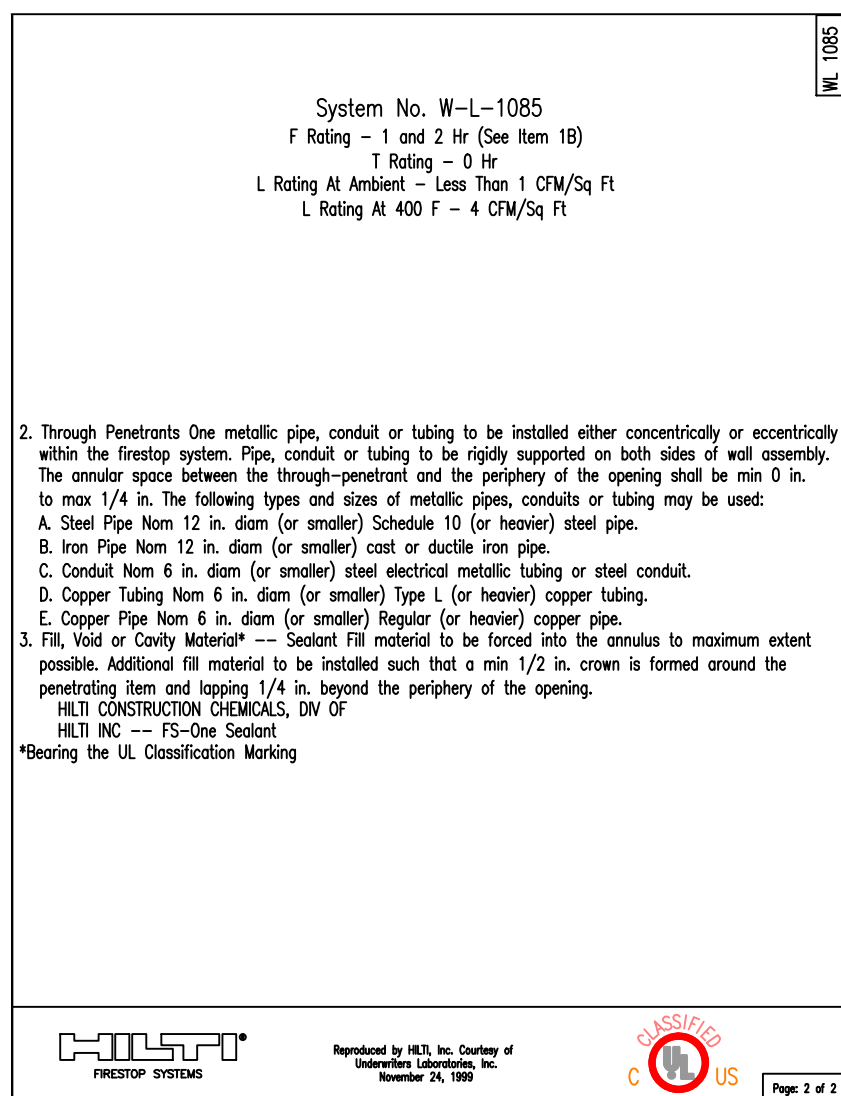 WL 1085
System No. W-L-1085
F Rating - 1 and 2 Hr (See Item 1B)
T Rating - 0 Hr
L Rating At Ambient - Less Than 1 CFM/Sq Ft
L Rating At 400 F - 4 CFM/Sq Ft
2. Through Penetrants One metallic pipe, conduit or tubing to be installed either concentrically or eccentrically
within the firestop system. Pipe, conduit or tubing to be rigidly supported on both sides of wall assembly.
The annular space between the through-penetrant and the periphery of the opening shall be min 0 in.
to max 1/4 in. The following types and sizes of metallic pipes, conduits or tubing may be used:
A. Steel Pipe Nom 12 in. diam (or smaller) Schedule 10 (or heavier) steel pipe.
B. Iron Pipe Nom 12 in. diam (or smaller) cast or ductile iron pipe.
C. Conduit Nom 6 in. diam (or smaller) steel electrical metallic tubing or steel conduit.
D. Copper Tubing Nom 6 in. diam (or smaller) Type L (or heavier) copper tubing.
E. Copper Pipe Nom 6 in. diam (or smaller) Regular (or heavier) copper pipe.
3. Fill, Void or Cavity Material* -- Sealant Fill material to be forced into the annulus to maximum extent
possible. Additional fill material to be installed such that a min 1/2 in. crown is formed around the
penetrating item and lapping 1/4 in. beyond the periphery of the opening.
HILTI CONSTRUCTION CHEMICALS, DIV OF
HILTI INC -- FS-One Sealant
*Bearing the UL Classification Marking
HILTI®
FIRESTOP SYSTEMS
Reproduced by HILTI, Inc. Courtesy of
Underwriters Laboratories, Inc.
November 24, 1999
CLASSIFIED
C UL US
Page: 2 of 2